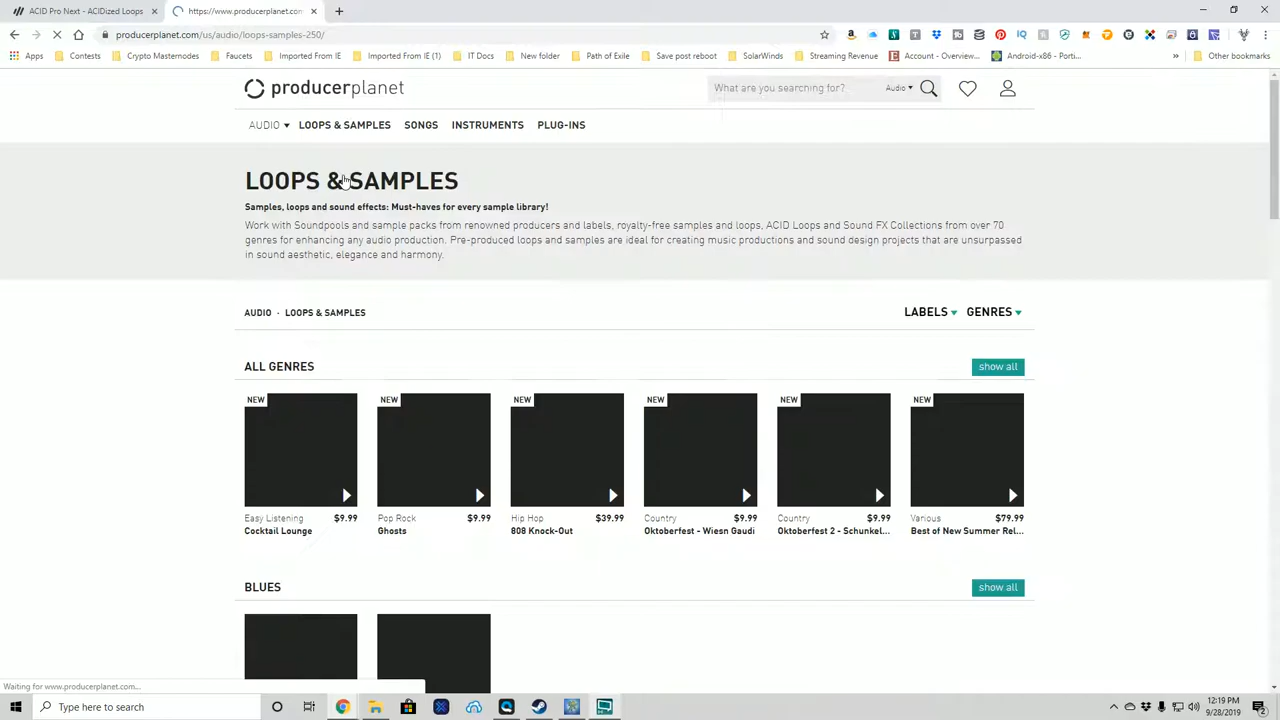 ACID Pro Next - ACIDized Loops
https://www.producerplanet.com
producerplanet.com/us/audio/loops-samples-250/
Apps
Contests
Crypto Masternodes
Faucets
Imported From IE
Imported From IE (1)
IT Docs
New folder
Path of Exile
Save post reboot
SolarWinds
Streaming Revenue
Account - Overview...
Android-x86 - Porti...
»
Other bookmarks
producerplanet
What are you searching for?
Audio
AUDIO
LOOPS & SAMPLES
SONGS
INSTRUMENTS
PLUG-INS
LOOPS & SAMPLES
Samples, loops and sound effects: Must-haves for every sample library!
Work with Soundpools and sample packs from renowned producers and labels, royalty-free samples and loops, ACID Loops and Sound FX Collections from over 70
genres for enhancing any audio production. Pre-produced loops and samples are ideal for creating music productions and sound design projects that are unsurpassed
in sound aesthetic, elegance and harmony.
AUDIO · LOOPS & SAMPLES
LABELS
GENRES
ALL GENRES
show all
NEW
NEW
NEW
NEW
NEW
NEW
Easy Listening $9.99
Cocktail Lounge
Pop Rock $9.99
Ghosts
Hip Hop $39.99
808 Knock-Out
Country $9.99
Oktoberfest - Wiesn Gaudi
Country $9.99
Oktoberfest 2 - Schunkel...
Various $79.99
Best of New Summer Rel...
BLUES
show all
Waiting for www.producerplanet.com...
Type here to search
12:19 PM
9/28/2019